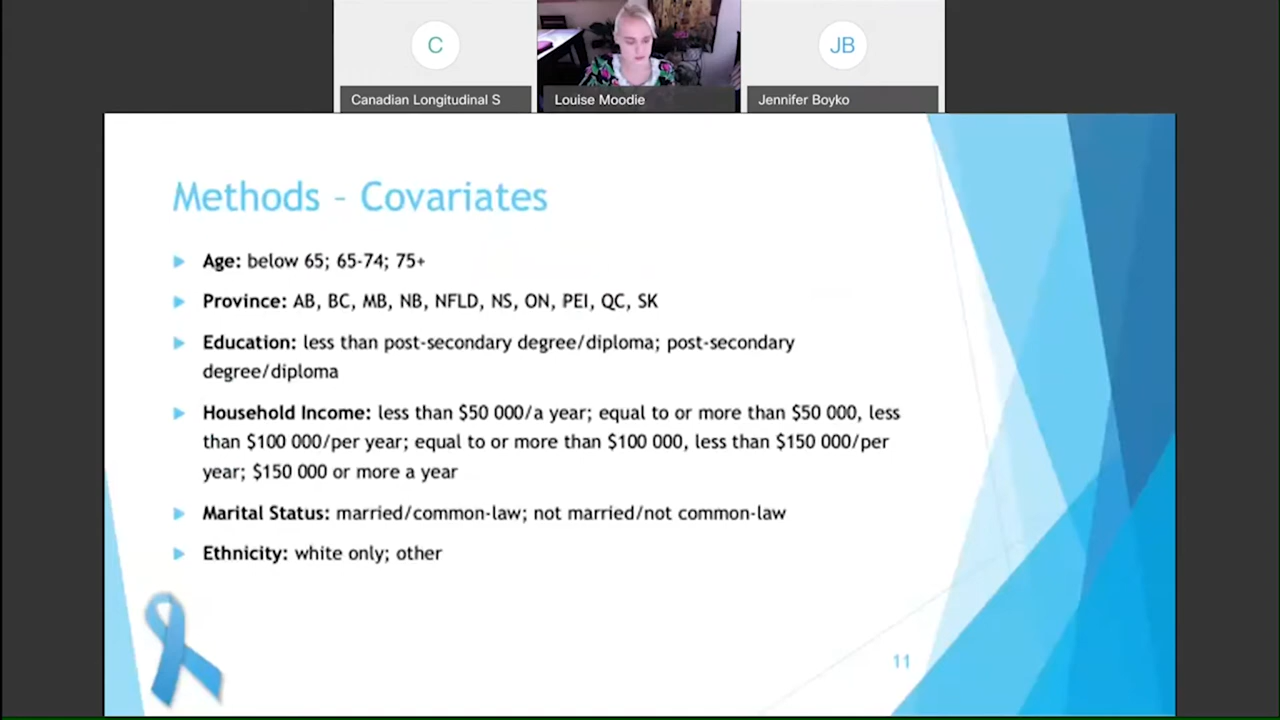 C
JB
Canadian Longitudinal S
Louise Moodie
Jennifer Boyko
Methods – Covariates
Age: below 65; 65-74; 75+
Province: AB, BC, MB, NB, NFLD, NS, ON, PEI, QC, SK
Education: less than post-secondary degree/diploma; post-secondary
degree/diploma
Household Income: less than $50 000/a year; equal to or more than $50 000, less
than $100 000/per year; equal to or more than $100 000, less than $150 000/per
year; $150 000 or more a year
Marital Status: married/common-law; not married/not common-law
Ethnicity: white only; other
11